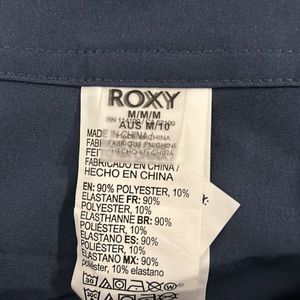 ROXY
M/M/M
AUS M/10
MADE IN CHINA /
FABRIQUE EN CHINE
HECHO EN CHINA
FABRICADO EN CHINA /
HECHO EN CHINA
EN: 90% POLYESTER, 10%
ELASTANE FR: 90%
POLYESTER, 10%
ELASTHANNE BR: 90%
POLIÉSTER, 10%
ELASTANO ES: 90%
POLIÉSTER, 10%
ELASTANO MX: 90%
poliéster, 10% elastano
30